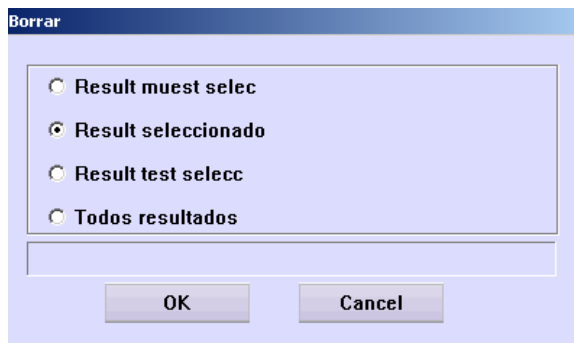 Borrar
Result muest selec
Result seleccionado
Result test selecc
Todos resultados
OK
Cancel